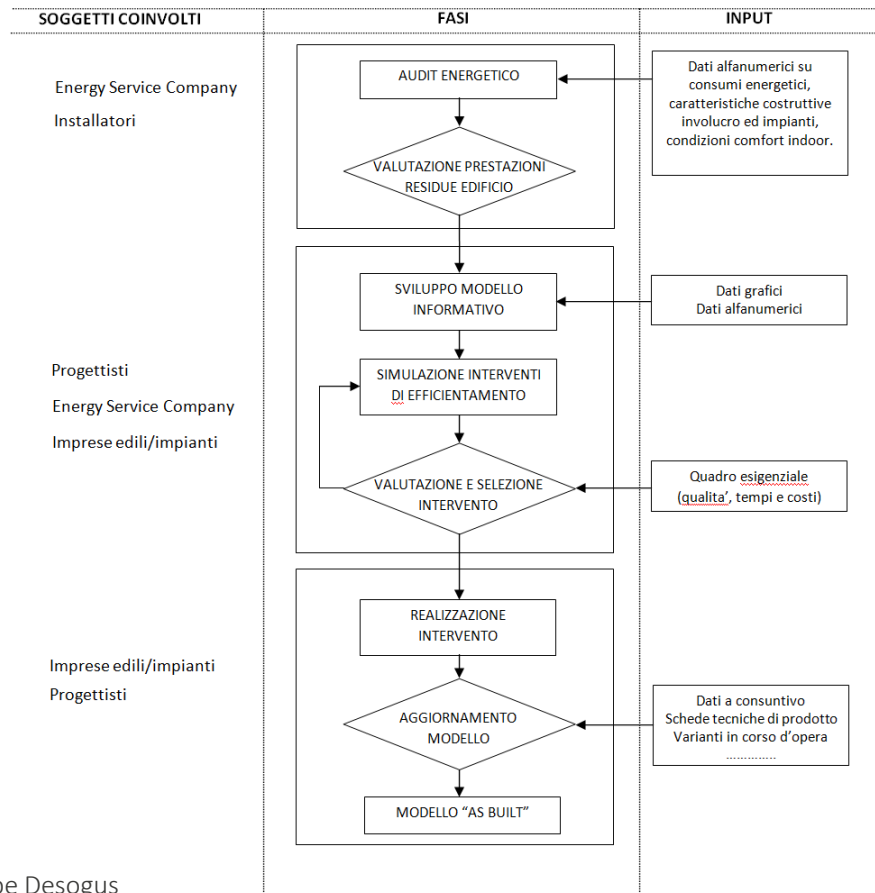 SOGGETTI COINVOLTI
FASI
INPUT
Energy Service Company
Installatori
AUDIT ENERGETICO
VALUTAZIONE PRESTAZIONI
RESIDUE EDIFICIO
Dati alfanumerici su
consumi energetici,
caratteristiche costruttive
involucro ed impianti,
condizioni comfort indoor.
Progettisti
Energy Service Company
Imprese edili/impianti
SVILUPPO MODELLO
INFORMATIVO
SIMULAZIONE INTERVENTI
DI EFFICIENTAMENTO
VALUTAZIONE E SELEZIONE
INTERVENTO
Dati grafici
Dati alfanumerici
Quadro esigenziale
(qualita', tempi e costi)
Imprese edili/impianti
Progettisti
REALIZZAZIONE
INTERVENTO
AGGIORNAMENTO
MODELLO
MODELLO “AS BUILT”
Dati a consuntivo
Schede tecniche di prodotto
Varianti in corso d’opera
..............
pe Desogus